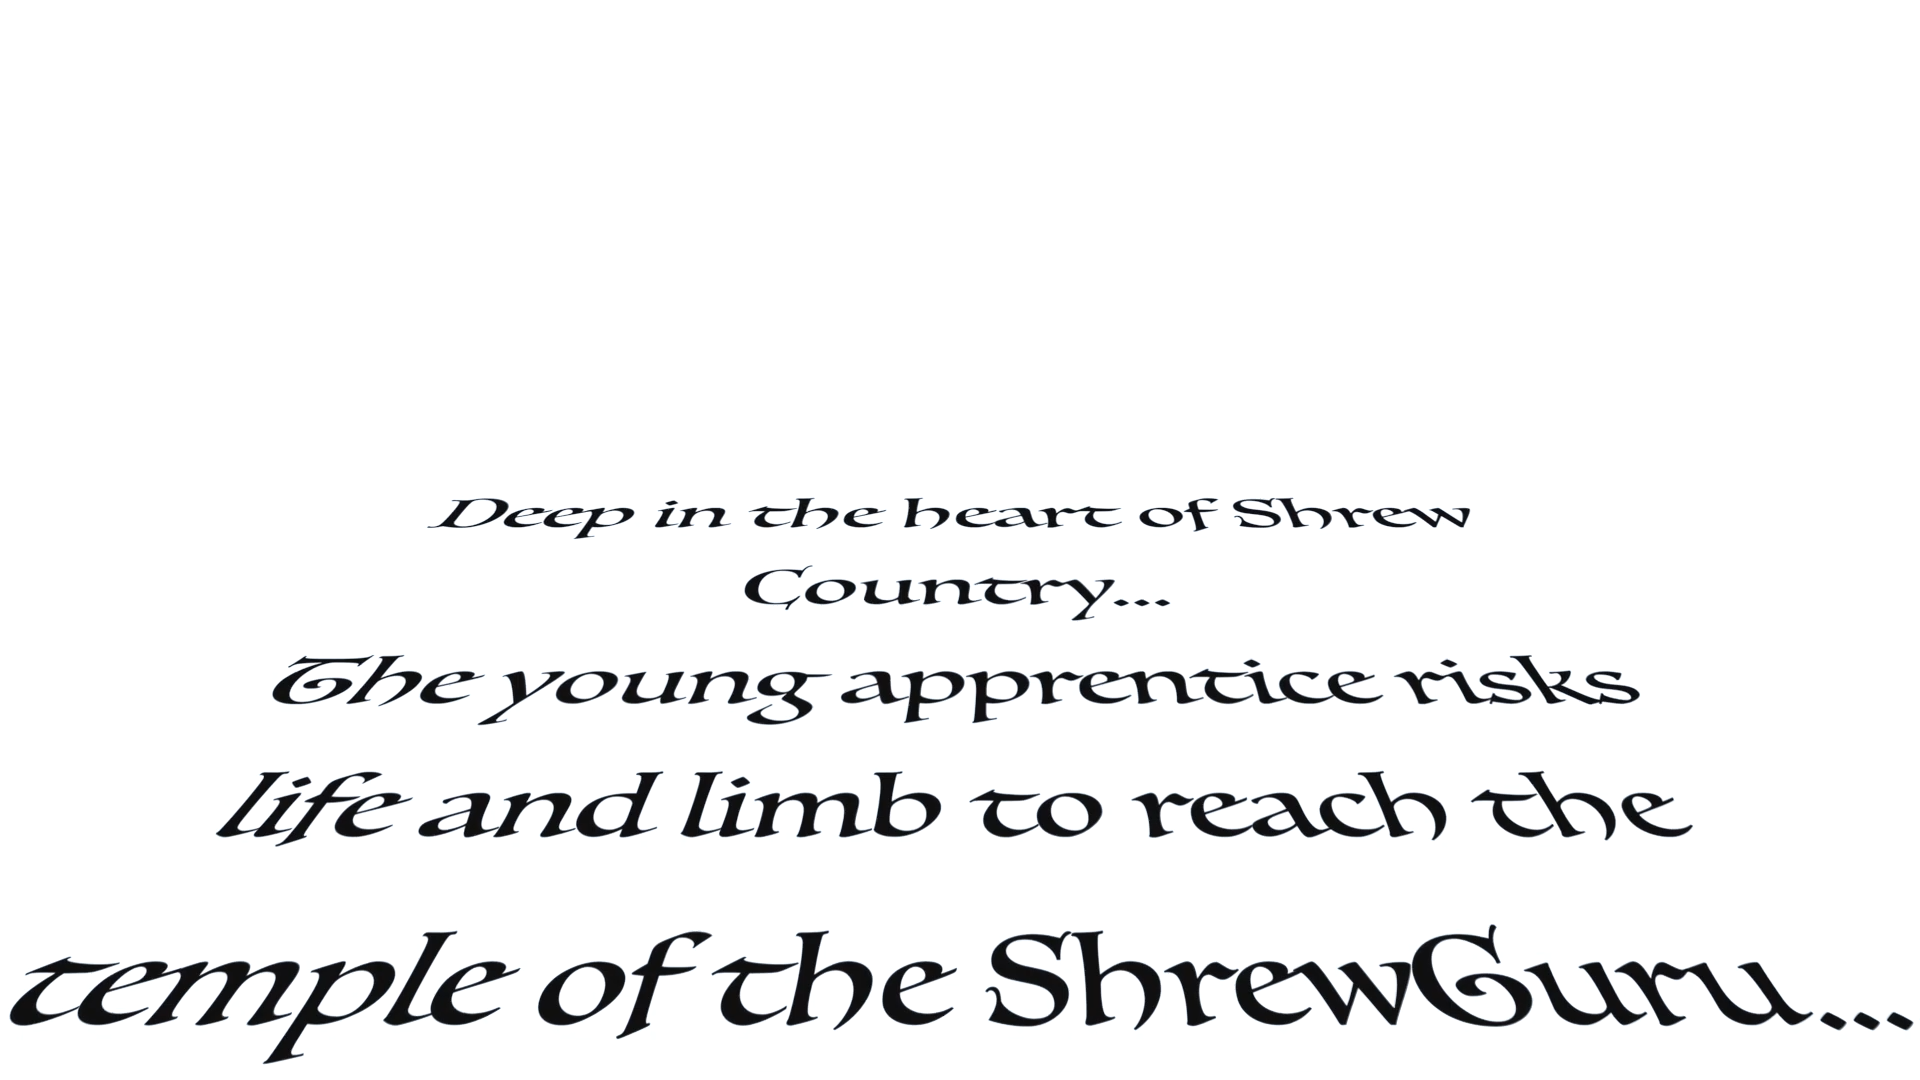 Deep in the heart of Shrew
Country...
The young apprentice risks
life and limb to reach the
temple of the ShrewGuru...